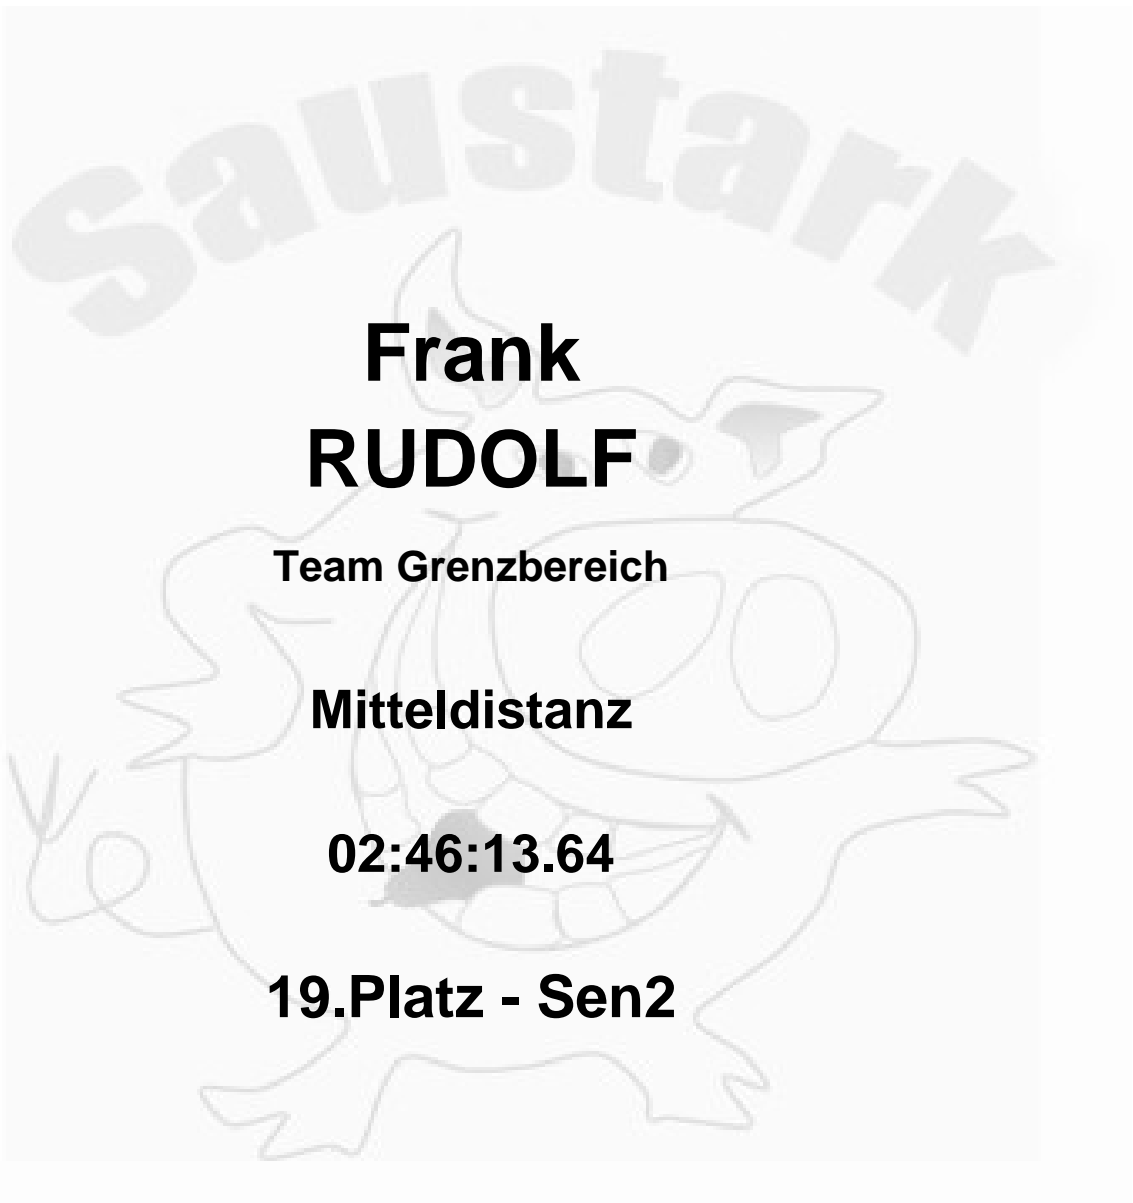 Saustark
Frank
RUDOLF
Team Grenzbereich
Mitteldistanz
02:46:13.64
19.Platz - Sen2